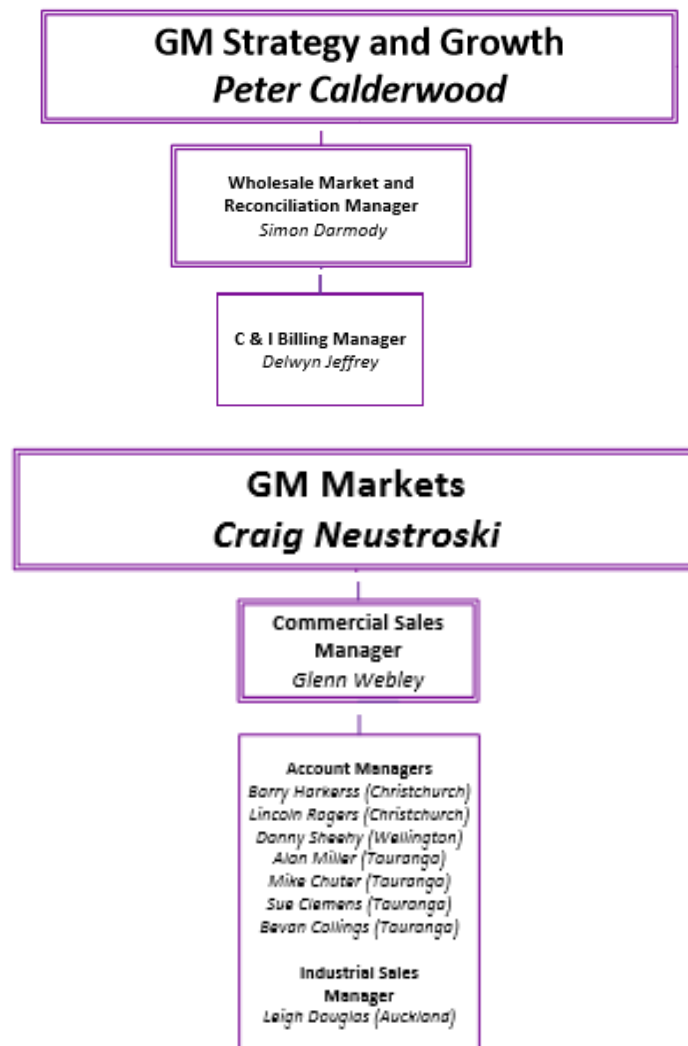 GM Strategy and Growth
Peter Calderwood
Wholesale Market and
Reconciliation Manager
Simon Darmody
C & I Billing Manager
Delwyn Jeffrey
GM Markets
Craig Neustroski
Commercial Sales
Manager
Glenn Webley
Account Managers
Barry Harkerss (Christchurch)
Lincoln Rogers (Christchurch)
Danny Sheehy (Wellington)
Alan Miller (Tauranga)
Mike Chuter (Tauranga)
Sue Clemens (Tauranga)
Bevan Collings (Tauranga)
Industrial Sales
Manager
Leigh Douglas (Auckland)